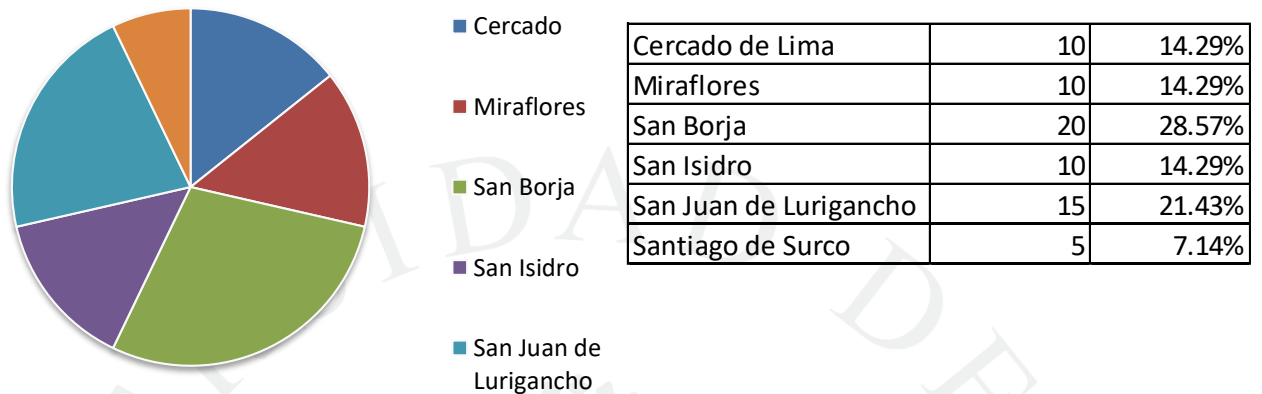 Cercado
Miraflores
San Borja
San Isidro
San Juan de
Lurigancho
Cercado de Lima 10 14.29%
Miraflores 10 14.29%
San Borja 20 28.57%
San Isidro 10 14.29%
San Juan de Lurigancho 15 21.43%
Santiago de Surco 5 7.14%